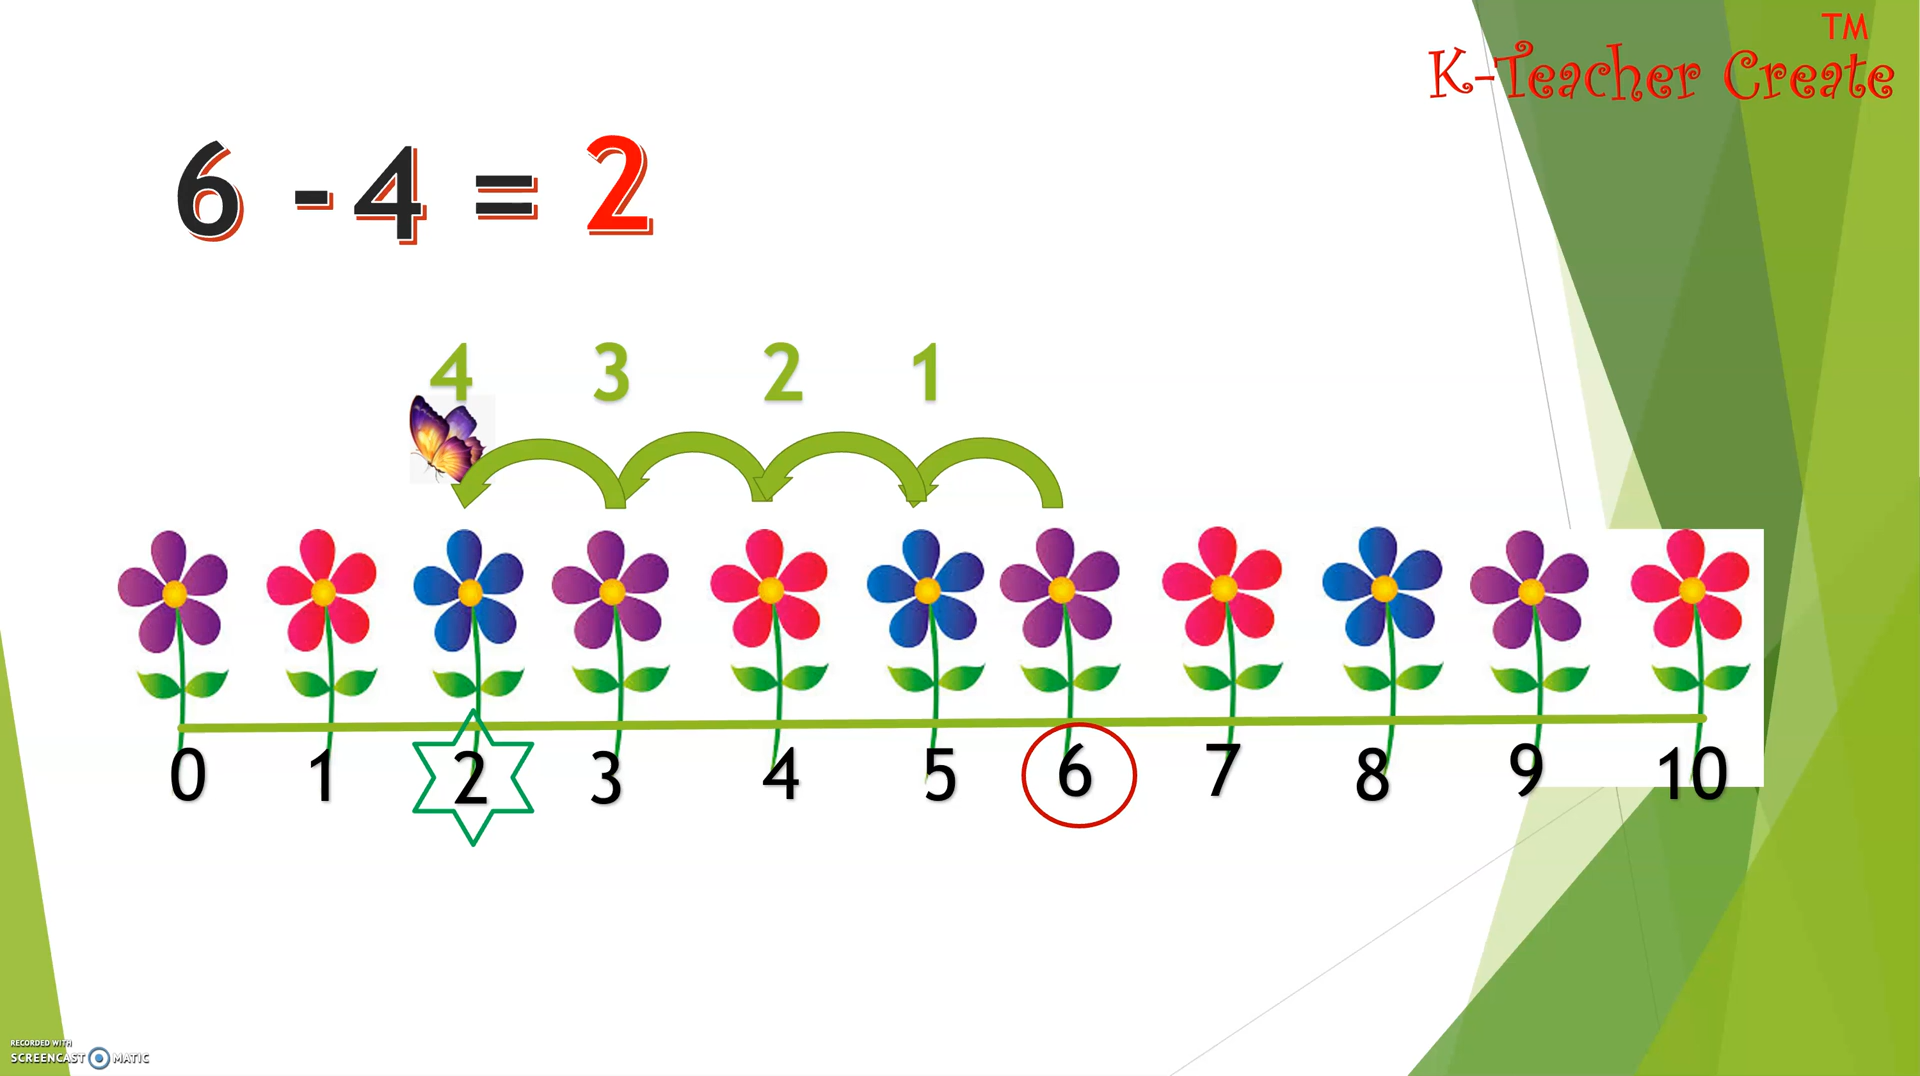 TM
K-Teacher Create
6 - 4 = 2
4 3 2 1
0 1 2 3 4 5 6 7 8 9 10
RECORDED WITH
SCREENCAST MATIC